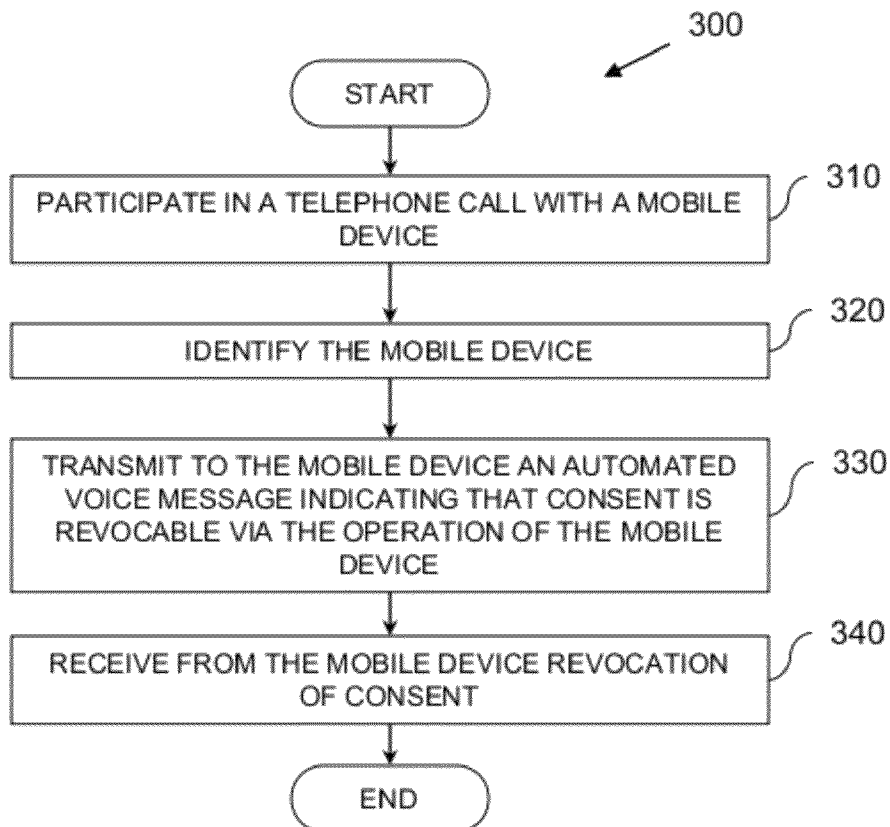 300
START
PARTICIPATE IN A TELEPHONE CALL WITH A MOBILE
DEVICE
310
IDENTIFY THE MOBILE DEVICE
320
TRANSMIT TO THE MOBILE DEVICE AN AUTOMATED
VOICE MESSAGE INDICATING THAT CONSENT IS
REVOCABLE VIA THE OPERATION OF THE MOBILE
DEVICE
330
RECEIVE FROM THE MOBILE DEVICE REVOCATION
OF CONSENT
340
END